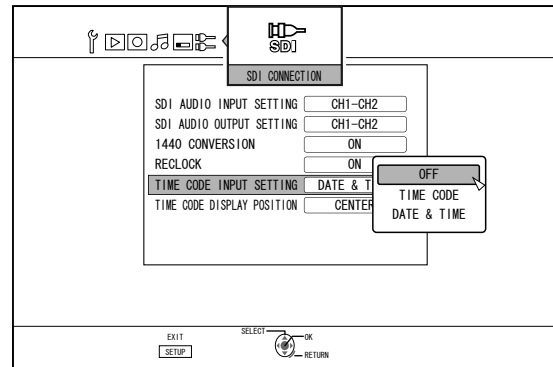 SDI
SDI CONNECTION
SDI AUDIO INPUT SETTING CH1-CH2
SDI AUDIO OUTPUT SETTING CH1-CH2
1440 CONVERSION ON
RECLOCK ON
TIME CODE INPUT SETTING DATE & T
TIME CODE DISPLAY POSITION CENTER
OFF
TIME CODE
DATE & TIME
EXIT
SETUP
SELECT
OK
RETURN